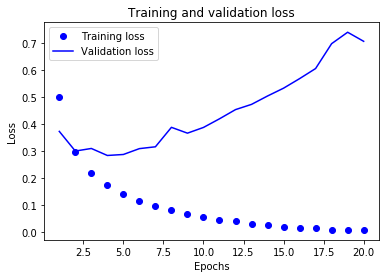 Training and validation loss
Training loss
Validation loss
0.7
0.6
0.5
0.4
0.3
0.2
0.1
0.0
Loss
2.5 5.0 7.5 10.0 12.5 15.0 17.5 20.0
Epochs